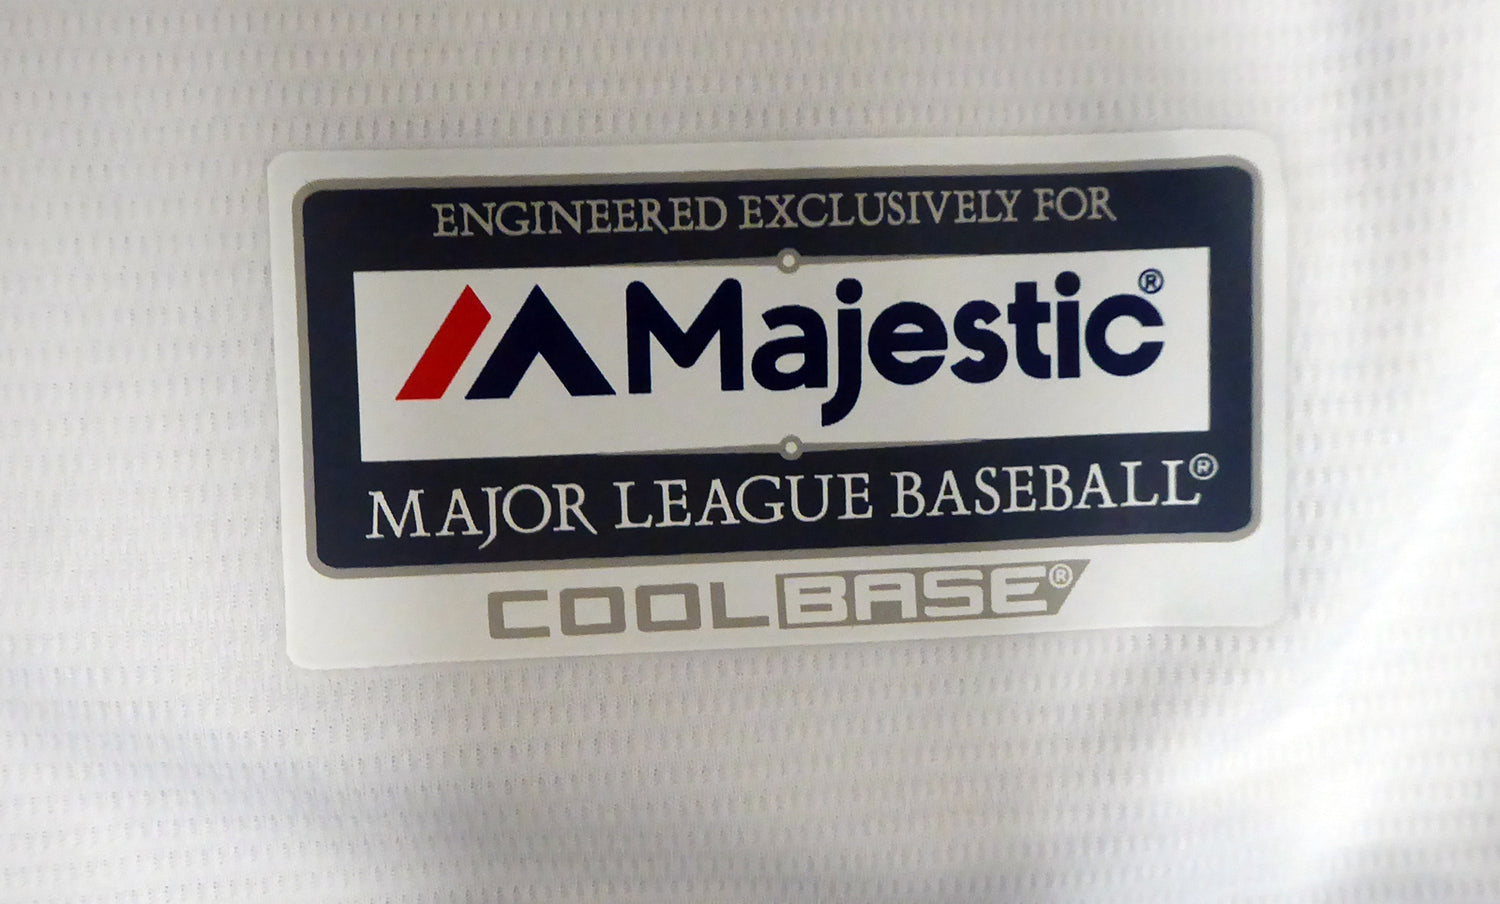 ENGINEERED EXCLUSIVELY FOR
Majestic®
MAJOR LEAGUE BASEBALL®
COOLBASE®